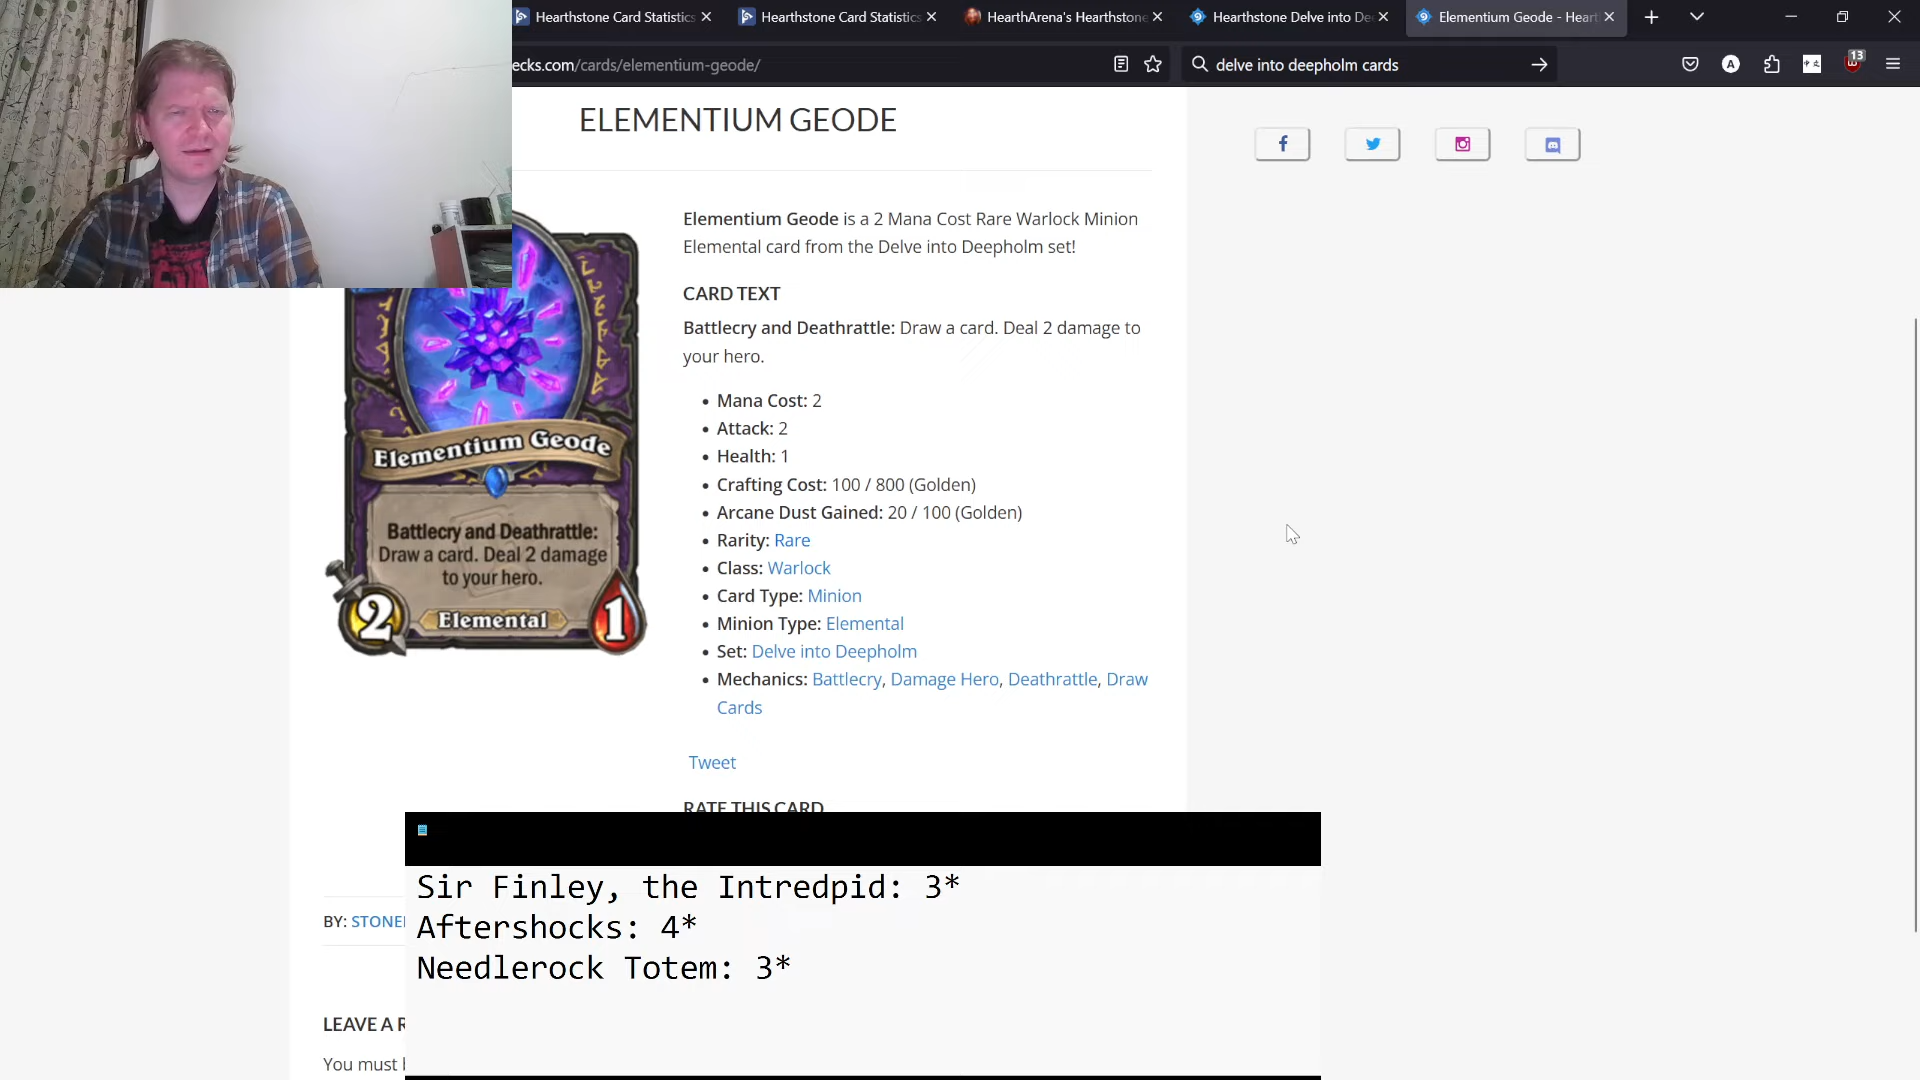 Hearthstone Card Statistics
Hearthstone Card Statistics
HearthArena's Hearthstone
Hearthstone Delve into De
Elementium Geode - Heart
ecks.com/cards/elementium-geode/
delve into deepholm cards
A
13
ELEMENTIUM GEODE
Elementium Geode is a 2 Mana Cost Rare Warlock Minion
Elemental card from the Delve into Deepholm set!
CARD TEXT
Battlecry and Deathrattle: Draw a card. Deal 2 damage to
your hero.
Mana Cost: 2
Attack: 2
Health: 1
Crafting Cost: 100 / 800 (Golden)
Arcane Dust Gained: 20 / 100 (Golden)
Rarity: Rare
Class: Warlock
Card Type: Minion
Minion Type: Elemental
Set: Delve into Deepholm
Mechanics: Battlecry, Damage Hero, Deathrattle, Draw
Cards
Elementium Geode
Battlecry and Deathrattle:
Draw a card. Deal 2 damage
to your hero.
2
Elemental
1
Tweet
RATE THIS CARD
Sir Finley, the Intredpid: 3*
Aftershocks: 4*
Needlerock Totem: 3*
BY: STONE
LEAVE A R
You must